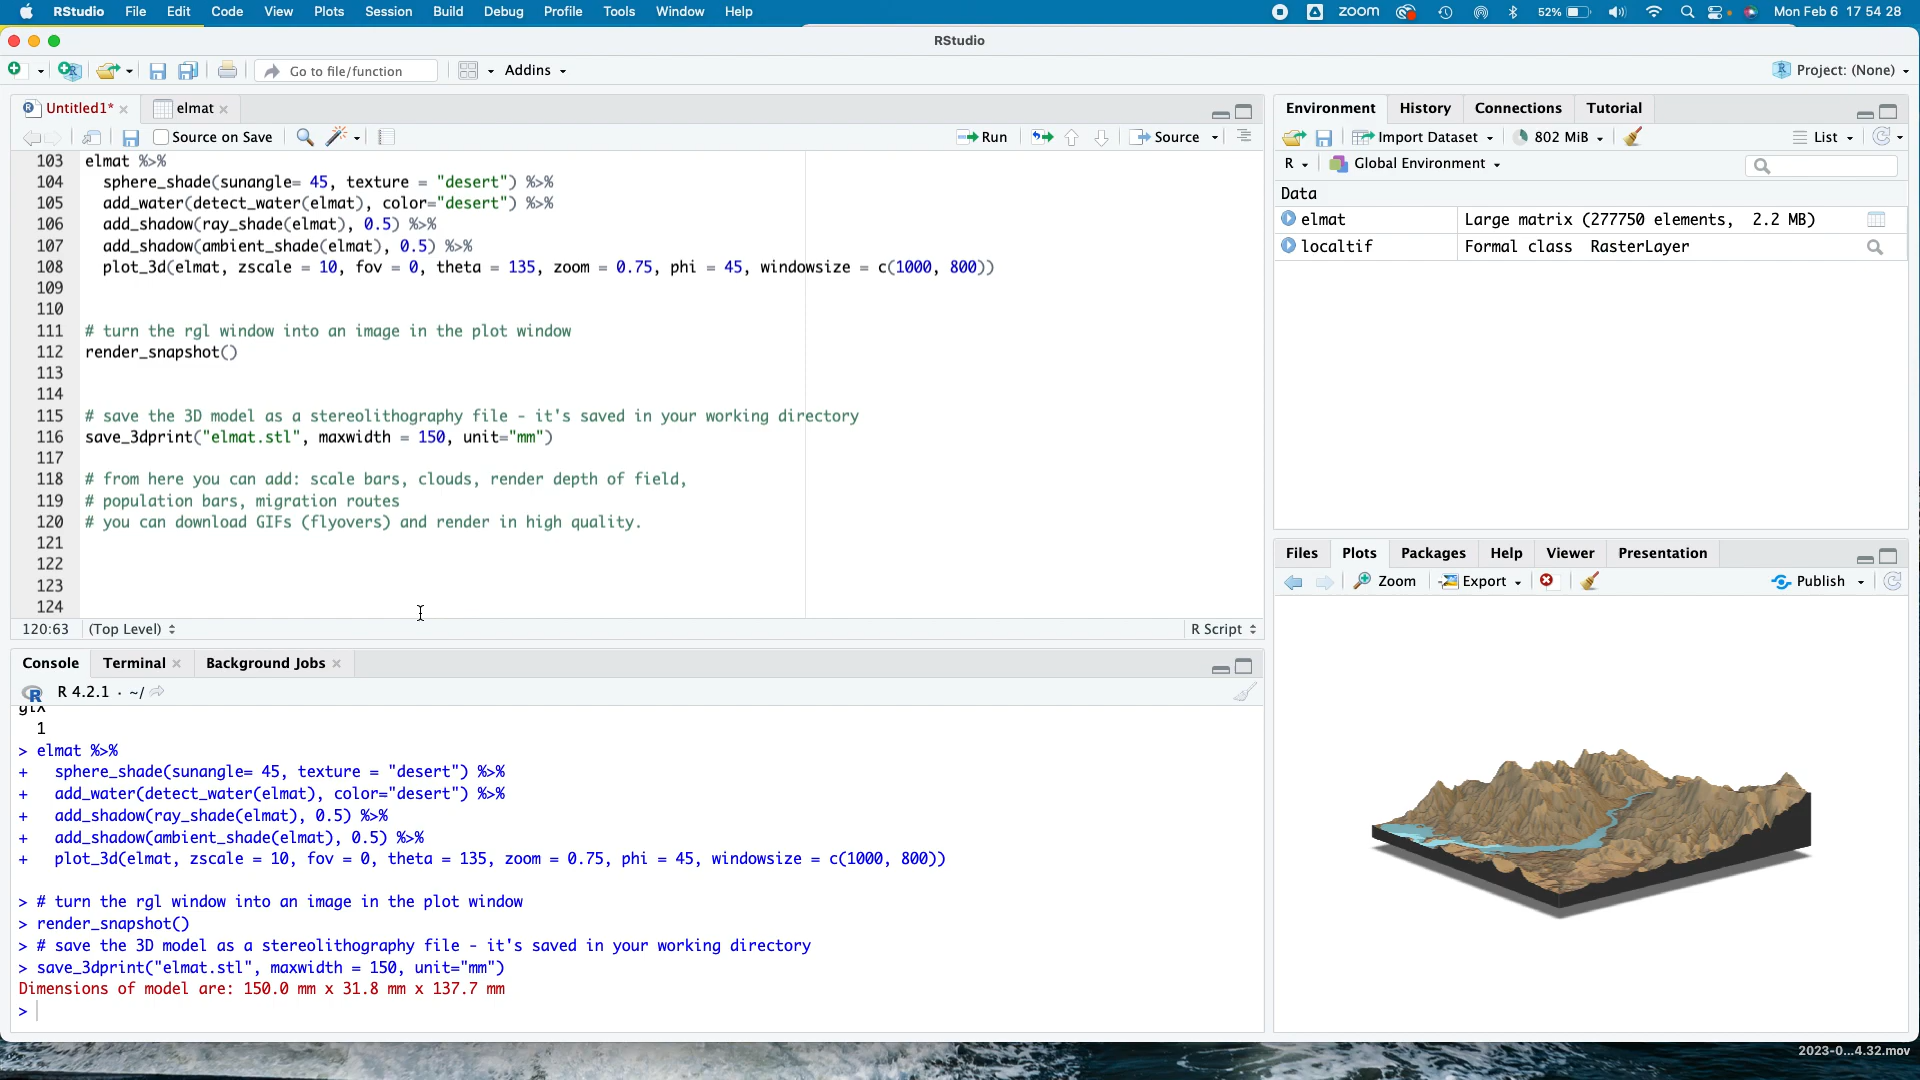 RStudio File Edit Code View Plots Session Build Debug Profile Tools Window Help zoom 52% Mon Feb 6 17 54 28
RStudio
Go to file/function Addins Project: (None)
Untitled1* elmat
Source on Save Run Source
103 elmat %>%
104 sphere_shade(sunangle= 45, texture = "desert") %>%
105 add_water(detect_water(elmat), color="desert") %>%
106 add_shadow(ray_shade(elmat), 0.5) %>%
107 add_shadow(ambient_shade(elmat), 0.5) %>%
108 plot_3d(elmat, zscale = 10, fov = 0, theta = 135, zoom = 0.75, phi = 45, windowsize = c(1000, 800))
109
110
111 # turn the rgl window into an image in the plot window
112 render_snapshot()
113
114
115 # save the 3D model as a stereolithography file - it's saved in your working directory
116 save_3dprint("elmat.stl", maxwidth = 150, unit="mm")
117
118 # from here you can add: scale bars, clouds, render depth of field,
119 # population bars, migration routes
120 # you can download GIFs (flyovers) and render in high quality.
121
122
123
124
120:63 (Top Level) R Script
Console Terminal Background Jobs
R 4.2.1 · ~/
1
> elmat %>%
+ sphere_shade(sunangle= 45, texture = "desert") %>%
+ add_water(detect_water(elmat), color="desert") %>%
+ add_shadow(ray_shade(elmat), 0.5) %>%
+ add_shadow(ambient_shade(elmat), 0.5) %>%
+ plot_3d(elmat, zscale = 10, fov = 0, theta = 135, zoom = 0.75, phi = 45, windowsize = c(1000, 800))
> # turn the rgl window into an image in the plot window
> render_snapshot()
> # save the 3D model as a stereolithography file - it's saved in your working directory
> save_3dprint("elmat.stl", maxwidth = 150, unit="mm")
Dimensions of model are: 150.0 mm x 31.8 mm x 137.7 mm
>
Environment History Connections Tutorial
Import Dataset 802 MiB List
R Global Environment
Data
elmat Large matrix (277750 elements, 2.2 MB)
localtif Formal class RasterLayer
Files Plots Packages Help Viewer Presentation
Zoom Export Publish
2023-0...4.32.mov